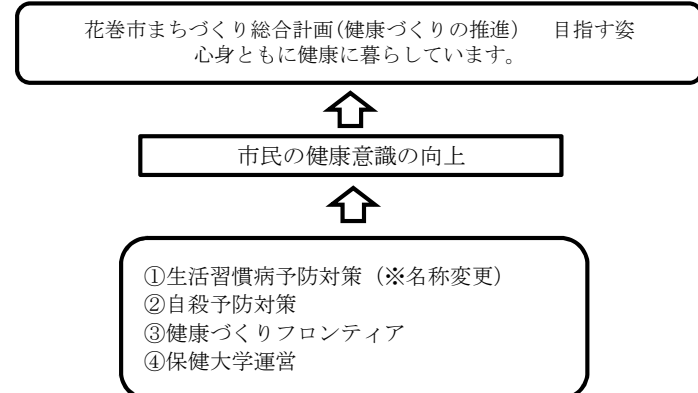 花巻市まちづくり総合計画(健康づくりの推進)　目指す姿
心身ともに健康に暮らしています。
市民の健康意識の向上
①生活習慣病予防対策（※名称変更）
②自殺予防対策
③健康づくりフロンティア
④保健大学運営